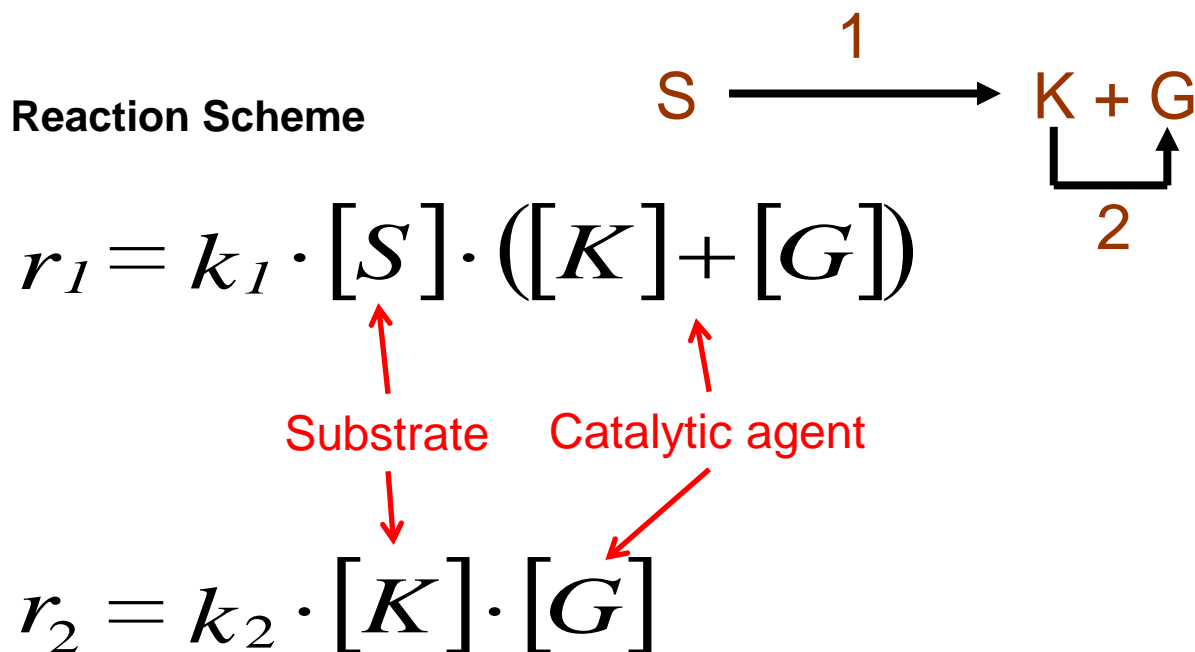 1
S K + G
Reaction Scheme
2
r1 = k1 · [S] · ([K] + [G])
Substrate Catalytic agent
r2 = k2 · [K] · [G]